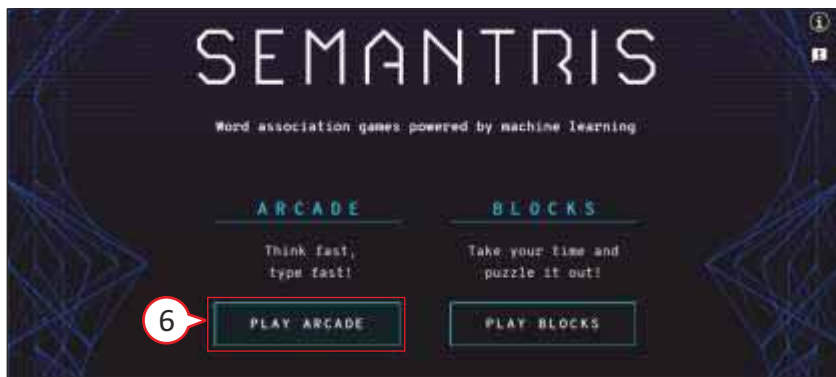 SEMANTRIS
Word association games powered by machine learning
ARCADE
Think fast,
type fast!
PLAY ARCADE
BLOCKS
Take your time and
puzzle it out!
PLAY BLOCKS
6